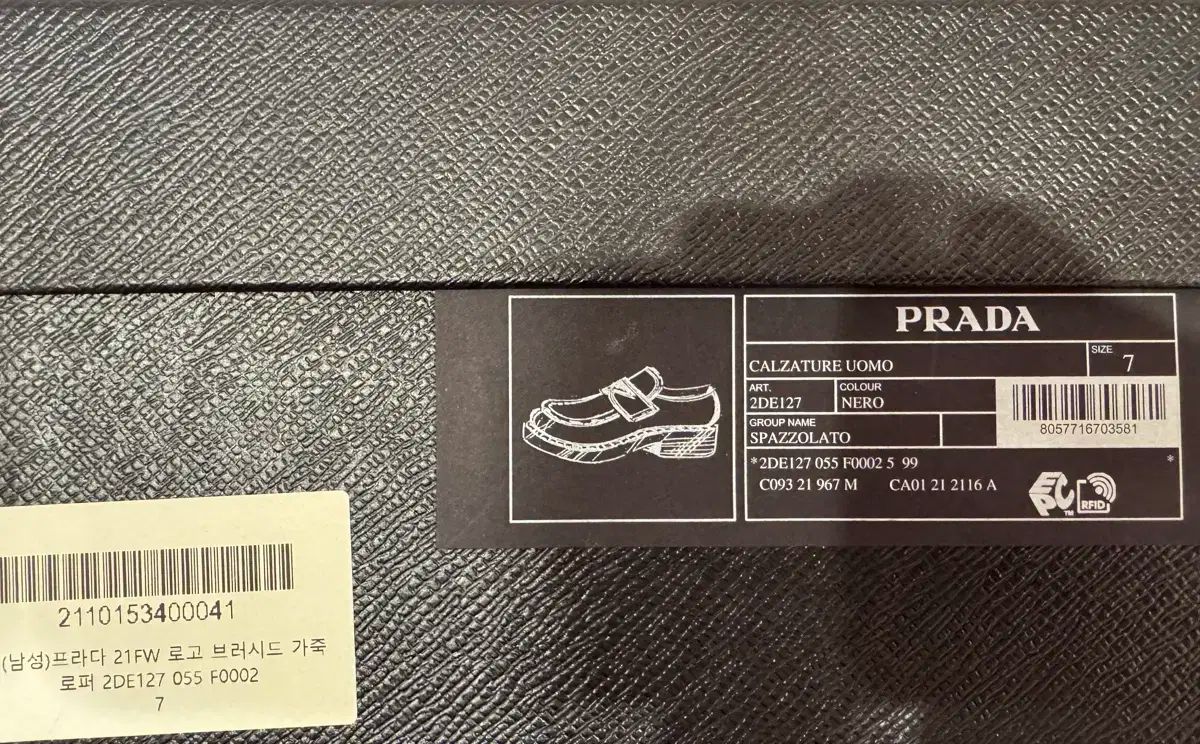 PRADA
CALZATURE UOMO
SIZE
7
ART.
2DE127
COLOUR
NERO
8057716703581
GROUP NAME
SPAZZOLATO
*2DE127 055 F0002 5 99 *
C093 21 967 M CA01 21 2116 A
EPC TM RFID
2110153400041
(남성)프라다 21FW 로고 브러시드 가죽
로퍼 2DE127 055 F0002
7